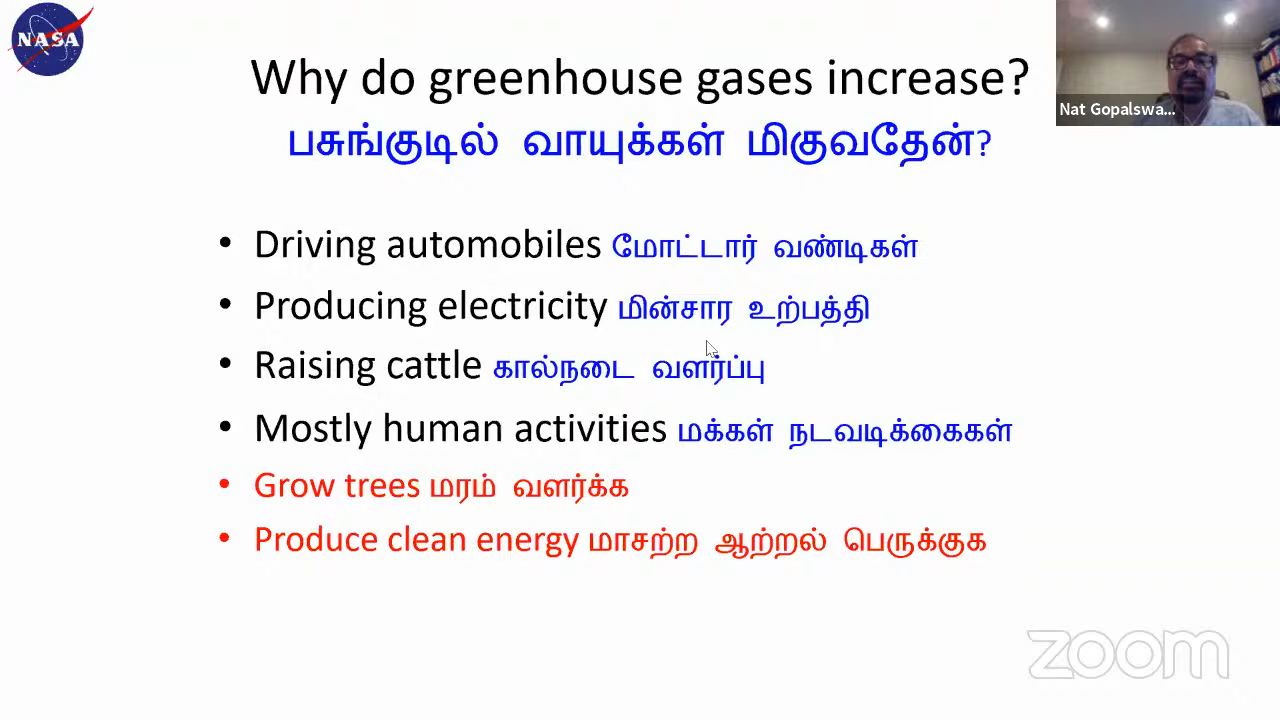 NASA
Why do greenhouse gases increase?
பசுங்குடில் வாயுக்கள் மிகுவதேன்?
Nat Gopalswa...
• Driving automobiles மோட்டார் வண்டிகள்
• Producing electricity மின்சார உற்பத்தி
• Raising cattle கால்நடை வளர்ப்பு
• Mostly human activities மக்கள் நடவடிக்கைகள்
• Grow trees மரம் வளர்க்க
• Produce clean energy மாசற்ற ஆற்றல் பெருக்குக
zoom